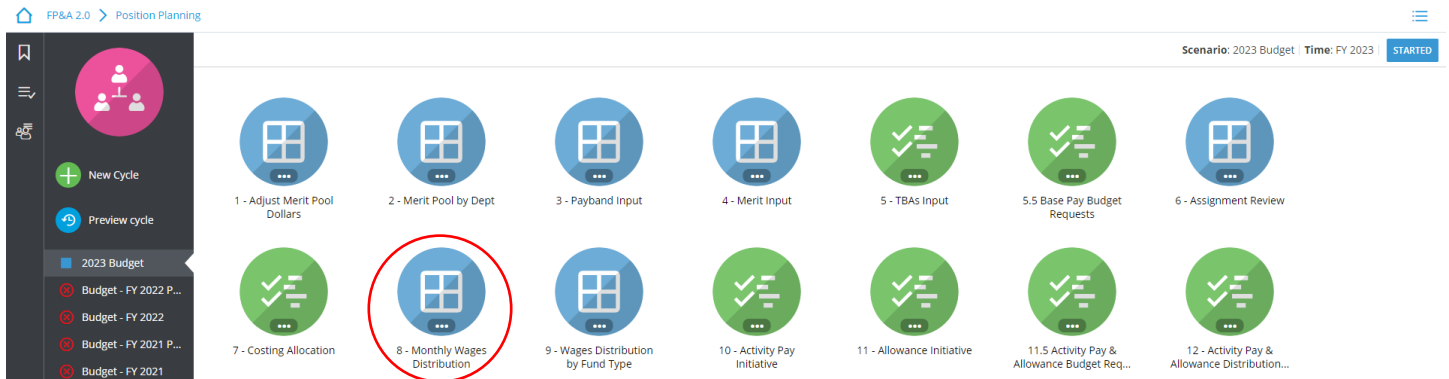 FP&A 2.0 > Position Planning
Scenario: 2023 Budget Time: FY 2023 STARTED
New Cycle
Preview cycle
2023 Budget
Budget - FY 2022 P...
Budget - FY 2022
Budget - FY 2021 P...
Budget - FY 2021
1 - Adjust Merit Pool
Dollars
2 - Merit Pool by Dept
3 - Payband Input
4 - Merit Input
5 - TBAs Input
5.5 Base Pay Budget
Requests
6 - Assignment Review
7 - Costing Allocation
8 - Monthly Wages
Distribution
9 - Wages Distribution
by Fund Type
10 - Activity Pay
Initiative
11 - Allowance Initiative
11.5 Activity Pay &
Allowance Budget Req...
12 - Activity Pay &
Allowance Distribution...